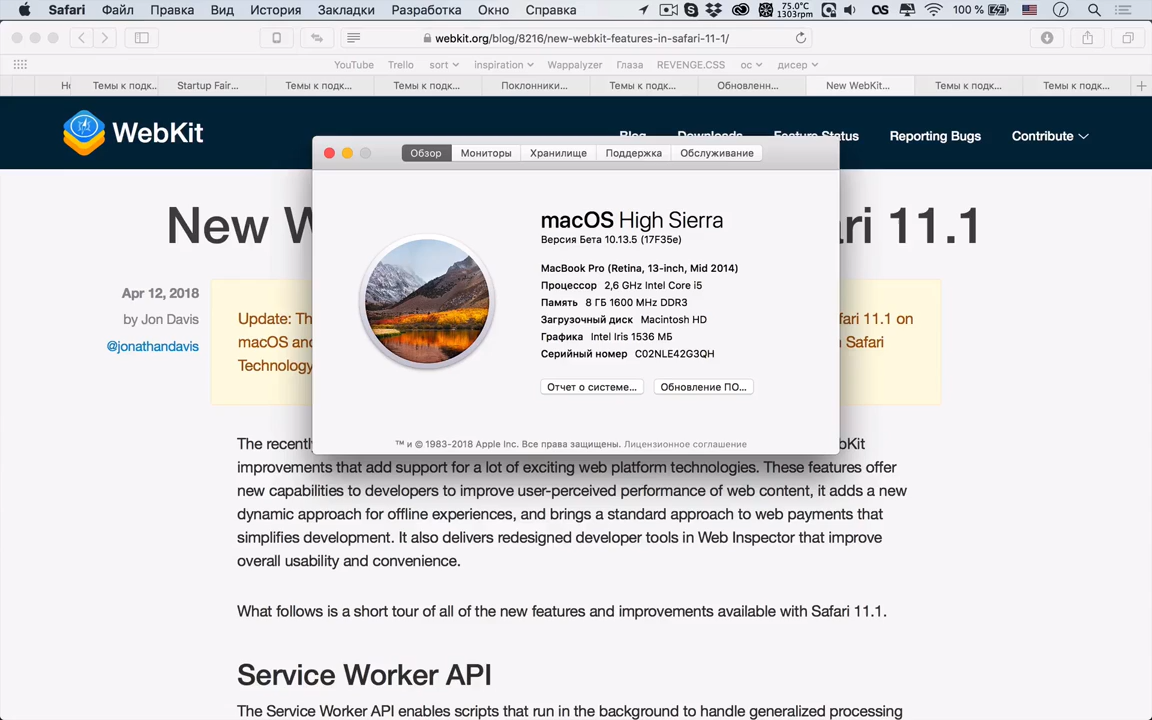 Safari Файл Правка Вид История Закладки Разработка Окно Справка 75.0°C 1303rpm 100 %
webkit.org/blog/8216/new-webkit-features-in-safari-11-1/
YouTube Trello sort inspiration Wappalyzer Глаза REVENGE.CSS ос дисер
Темы к подк... Startup Fair... Темы к подк... Темы к подк... Поклонники... Темы к подк... Обновленн... New WebKit... Темы к подк... Темы к подк...
WebKit
Blog Downloads Feature Status Reporting Bugs Contribute
Обзор Мониторы Хранилище Поддержка Обслуживание
macOS High Sierra
Версия Бета 10.13.5 (17F35e)
MacBook Pro (Retina, 13-inch, Mid 2014)
Процессор 2,6 GHz Intel Core i5
Память 8 ГБ 1600 MHz DDR3
Загрузочный диск Macintosh HD
Графика Intel Iris 1536 МБ
Серийный номер C02NLE42G3QH
Отчет о системе... Обновление ПО...
™ и © 1983-2018 Apple Inc. Все права защищены. Лицензионное соглашение
New 11.1
Apr 12, 2018
by Jon Davis
@jonathandavis
Update: 11.1 on
macOS Safari
Technology
The
improvements that add support for a lot of exciting web platform technologies. These features offer
new capabilities to developers to improve user-perceived performance of web content, it adds a new
dynamic approach for offline experiences, and brings a standard approach to web payments that
simplifies development. It also delivers redesigned developer tools in Web Inspector that improve
overall usability and convenience.
What follows is a short tour of all of the new features and improvements available with Safari 11.1.
Service Worker API
The Service Worker API enables scripts that run in the background to handle generalized processing